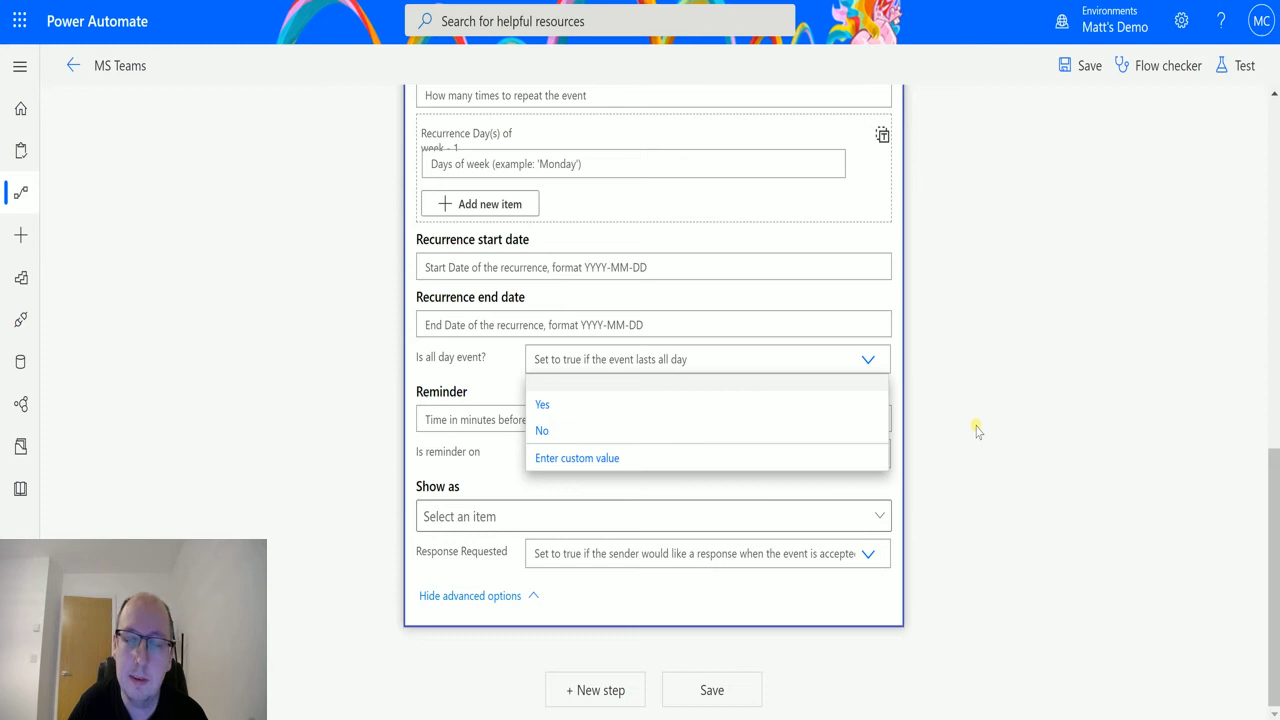 Power Automate
Search for helpful resources
Environments
Matt's Demo
?
MC
MS Teams
Save
Flow checker
Test
How many times to repeat the event
Recurrence Day(s) of
week - 1
Days of week (example: 'Monday')
Add new item
Recurrence start date
Start Date of the recurrence, format YYYY-MM-DD
Recurrence end date
End Date of the recurrence, format YYYY-MM-DD
Is all day event?
Set to true if the event lasts all day
Yes
No
Enter custom value
Reminder
Time in minutes before
Is reminder on
Show as
Select an item
Response Requested
Set to true if the sender would like a response when the event is accepte
Hide advanced options
+ New step
Save